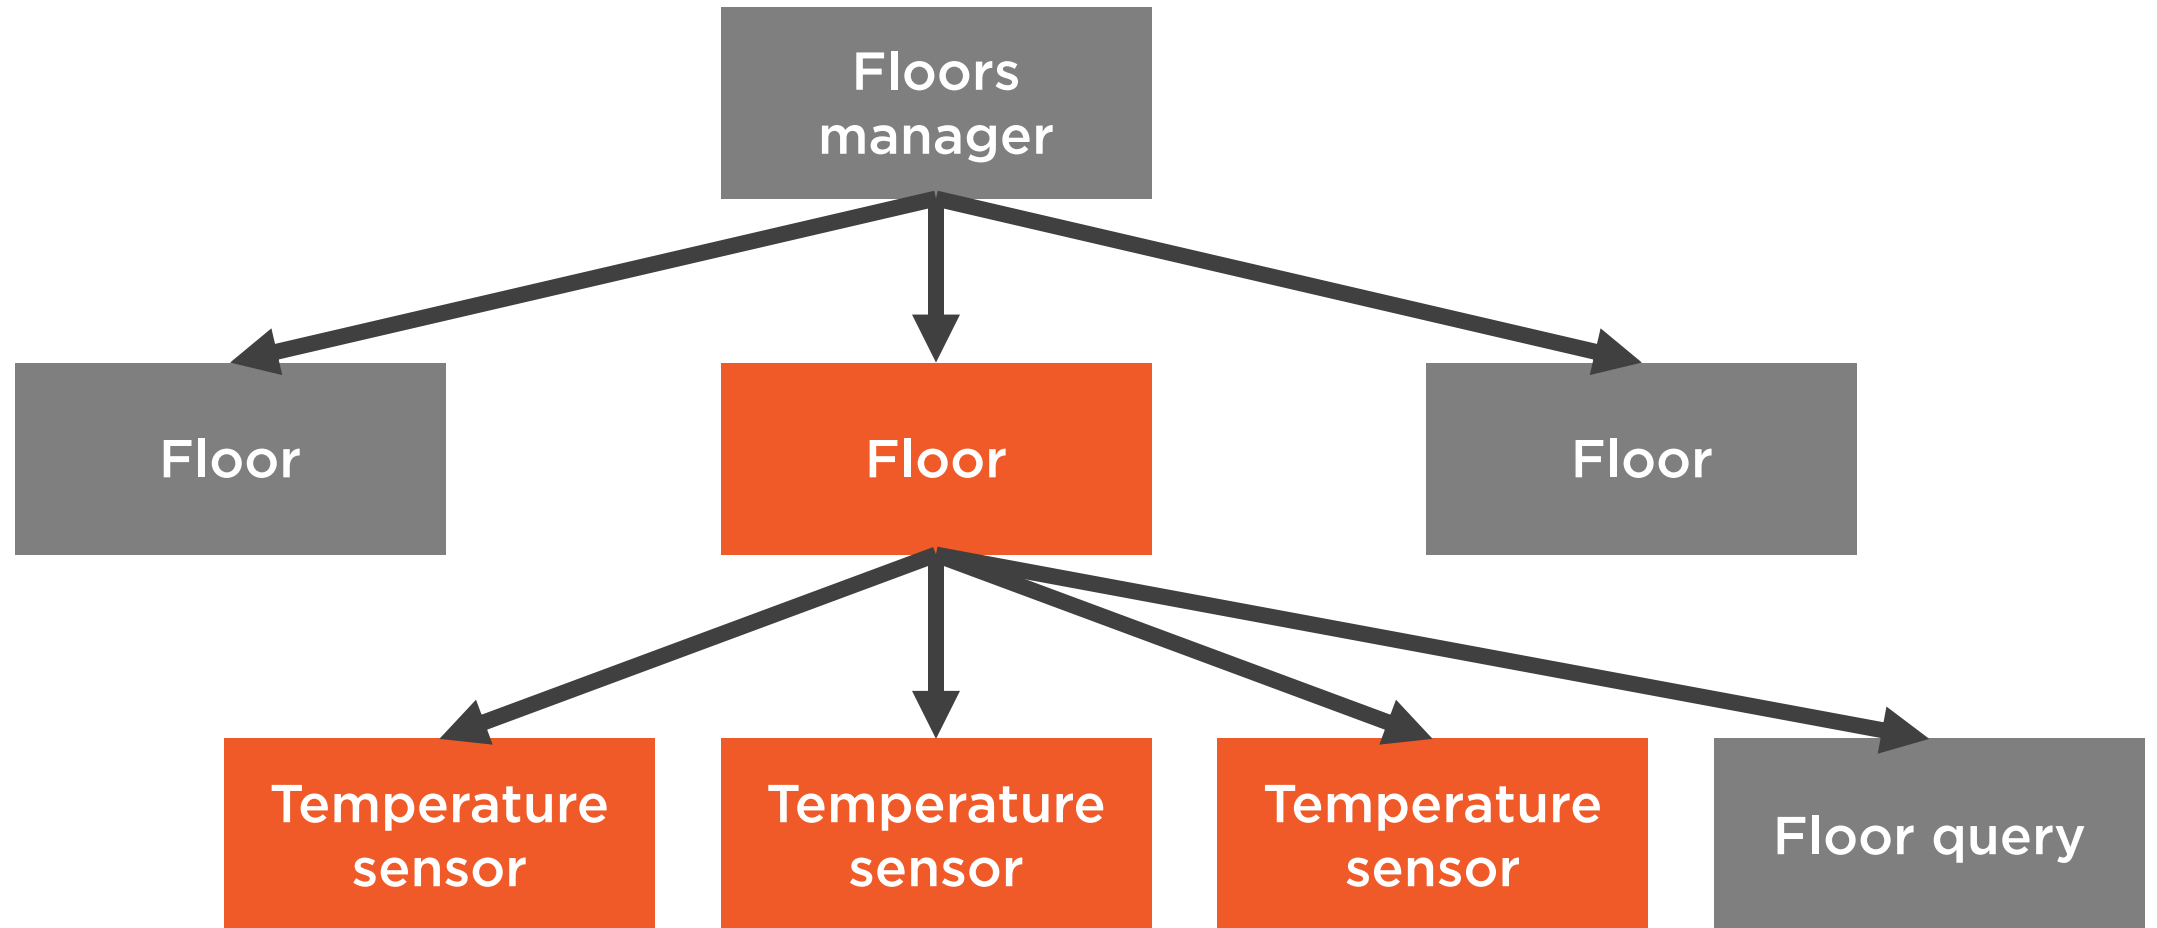 Floors
manager
Floor
Floor
Floor
Temperature
sensor
Temperature
sensor
Temperature
sensor
Floor query